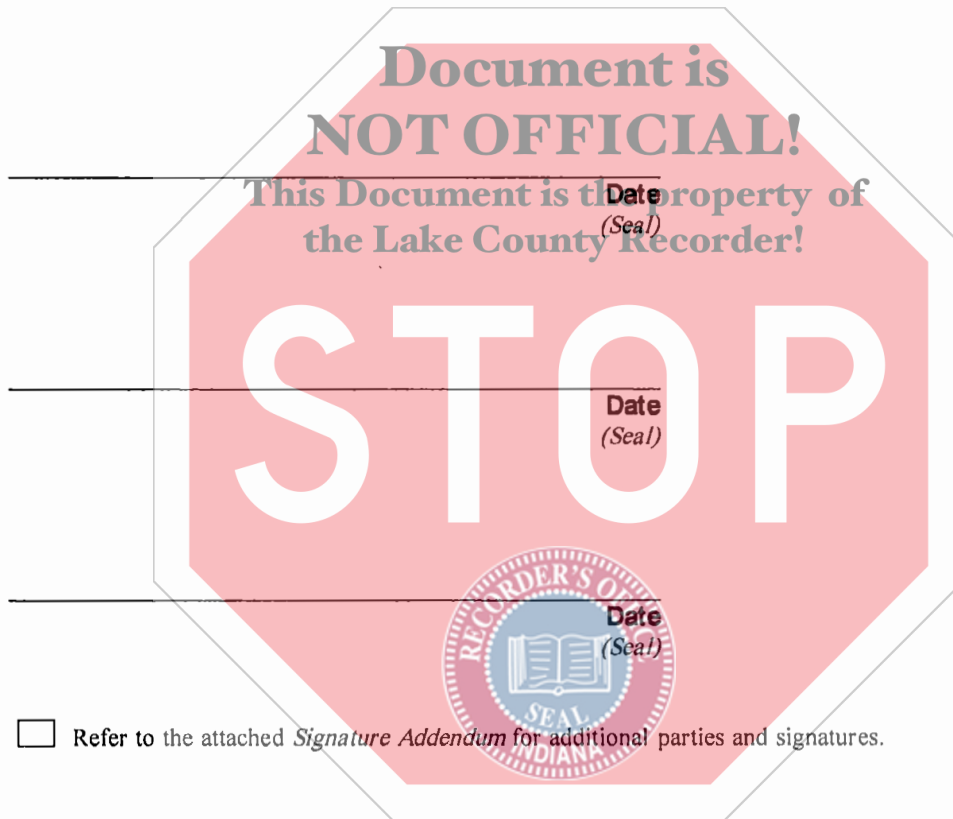 Document is
NOT OFFICIAL!
This Document is the property of
the Lake County Recorder!
Date
(Seal)
STOP
Date
(Seal)
RECORDER'S OFFIC
Date
(Seal)
SEAL
INDIANA
Refer to the attached Signature Addendum for additional parties and signatures.